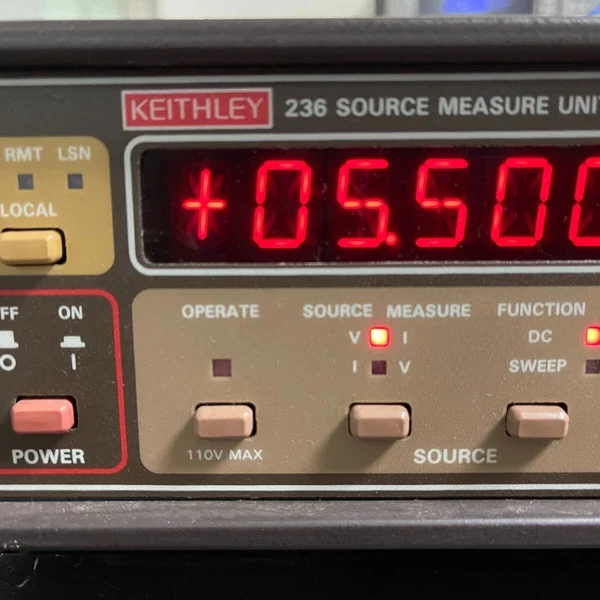 KEITHLEY 236 SOURCE MEASURE UNIT
RMT LSN
LOCAL
+05.500
FF ON
O I
POWER
OPERATE
110V MAX
SOURCE MEASURE
V I
I V
SOURCE
FUNCTION
DC
SWEEP